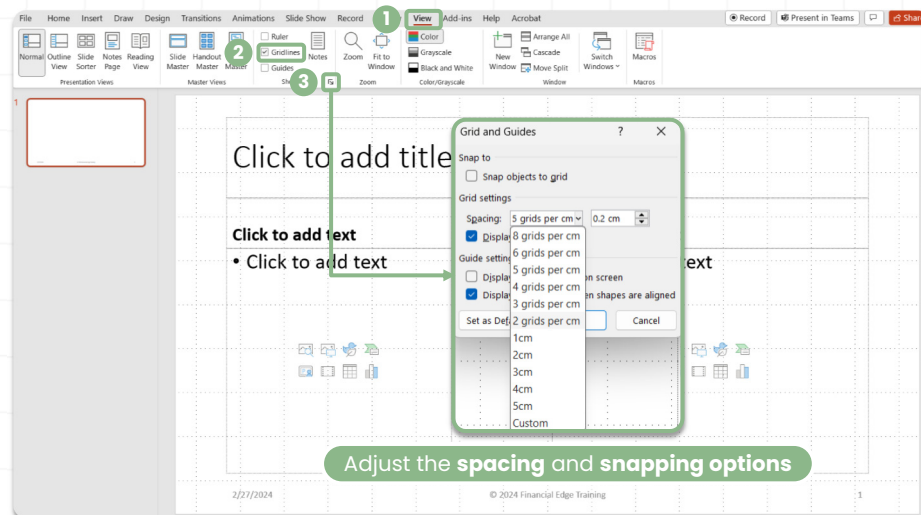 File Home Insert Draw Design Transitions Animations Slide Show Record 1 View Add-ins Help Acrobat Record Present in Teams Share
Normal Outline View Slide Sorter Notes Page Reading View
Presentation Views
Slide Master Handout Master Master
Master Views
2
Ruler
Gridlines
Guides
Notes
3
Zoom Fit to Window
Zoom
Color
Grayscale
Black and White
Color/Grayscale
New Window
Arrange All
Cascade
Move Split
Switch Windows
Window
Macros
Macros
1
Click to add title
Click to add text
• Click to add text
text
Grid and Guides ? ×
Snap to
Snap objects to grid
Grid settings
Spacing: 5 grids per cm 0.2 cm
Guide setting
en shapes are aligned
8 grids per cm
6 grids per cm
5 grids per cm
4 grids per cm
3 grids per cm
2 grids per cm
1cm
2cm
3cm
4cm
5cm
Custom
Set as Cancel
Adjust the spacing and snapping options
2/27/2024 © 2024 Financial Edge Training 1